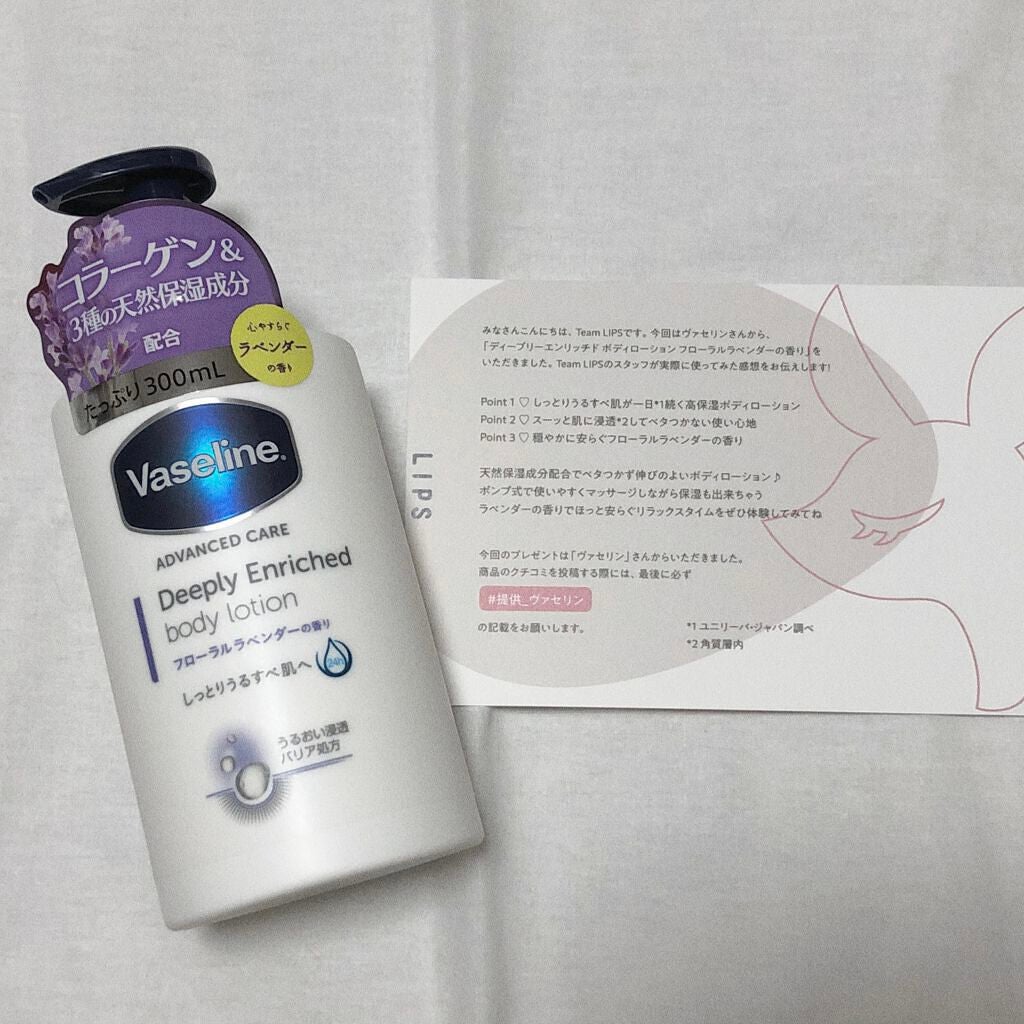 コラーゲン&
3種の天然保湿成分
配合
心やすらぐ
ラベンダー
の香り
たっぷり300mL
Vaseline.
ADVANCED CARE
Deeply Enriched
body lotion
フローラルラベンダーの香り
しっとりうるすべ肌へ
24h
うるおい浸透
バリア処方
LIPS
みなさんこんにちは、Team LIPSです。今回はヴァセリンさんから、
「ディープリーエンリッチド ボディローション フローラルラベンダーの香り」を
いただきました。Team LIPSのスタッフが実際に使ってみた感想をお伝えします!
Point 1 ♡ しっとりうるすべ肌が一日*1続く高保湿ボディローション
Point 2 ♡ スーッと肌に浸透*2してベタつかない使い心地
Point 3 ♡ 穏やかに安らぐフローラルラベンダーの香り
天然保湿成分配合でベタつかず伸びのよいボディローション♪
ポンプ式で使いやすくマッサージしながら保湿も出来ちゃう
ラベンダーの香りでほっと安らぐリラックスタイムをぜひ体験してみてね
今回のプレゼントは「ヴァセリン」さんからいただきました。
商品のクチコミを投稿する際には、最後に必ず
#提供_ヴァセリン
の記載をお願いします。
*1 ユニリーバ・ジャパン調べ
*2 角質層内